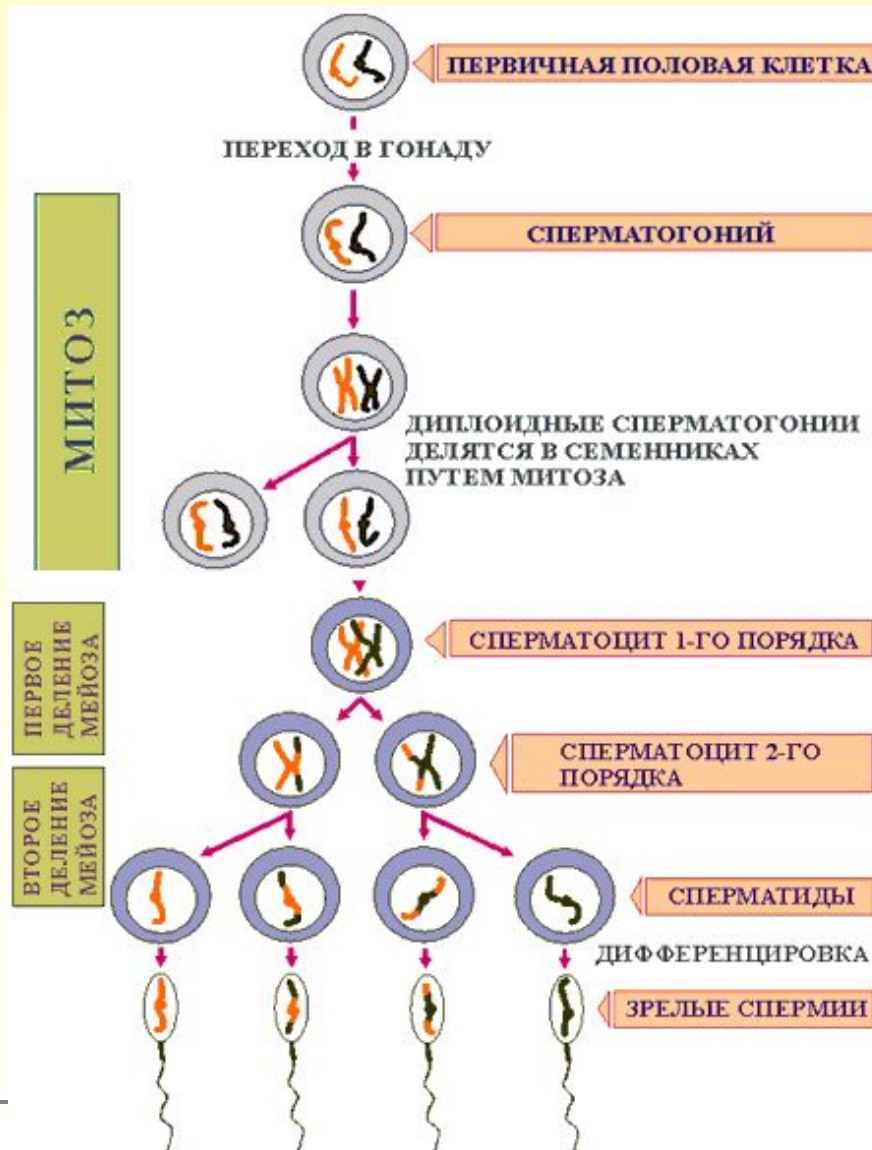 ПЕРВИЧНАЯ ПОЛОВАЯ КЛЕТКА
ПЕРЕХОД В ГОНАДУ
МИТОЗ
СПЕРМАТОГОНИЙ
ДИПЛОИДНЫЕ СПЕРМАТОГОНИИ
ДЕЛЯТСЯ В СЕМЕННИКАХ
ПУТЕМ МИТОЗА
ПЕРВОЕ
ДЕЛЕНИЕ
МЕЙОЗА
СПЕРМАТОЦИТ 1-ГО ПОРЯДКА
СПЕРМАТОЦИТ 2-ГО
ПОРЯДКА
ВТОРОЕ
ДЕЛЕНИЕ
МЕЙОЗА
СПЕРМАТИДЫ
ДИФФЕРЕНЦИРОВКА
ЗРЕЛЫЕ СПЕРМИИ